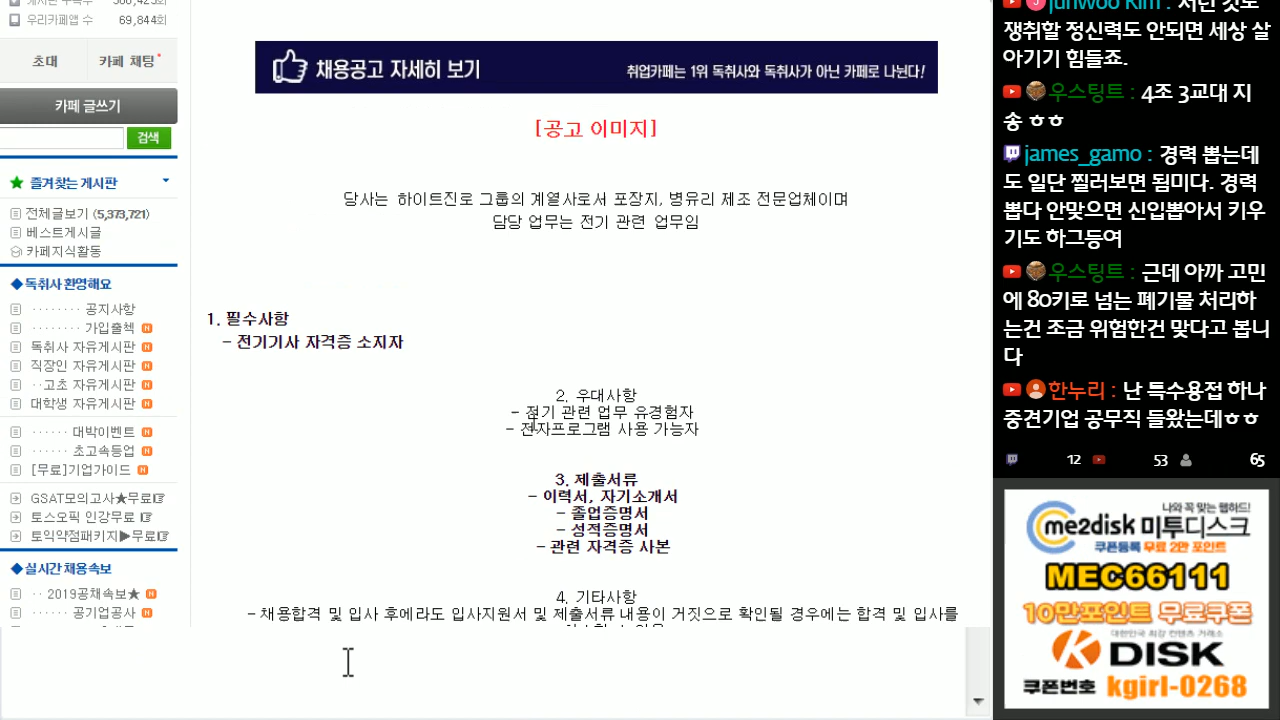 우리카페앱 수
69,844회
초대
카페 채팅
카페 글쓰기
검색
즐겨찾는 게시판
전체글보기 (5,373,721)
베스트게시글
카페지식활동
◆독취사 환영해요
········ 공지사항
········ 가입출첵 N
독취사 자유게시판 N
직장인 자유게시판 N
··고초 자유게시판 N
대학생 자유게시판 N
······ 대박이벤트 N
······ 초고속등업 N
[무료]기업가이드 N
GSAT모의고사★무료☞
토스오픽 인강무료 ☞
토익약점패키지▶무료☞
◆실시간 채용속보
·· 2019공채속보★ N
······ 공기업공사 N
채용공고 자세히 보기
취업카페는 1위 독취사와 독취사가 아닌 카페로 나뉜다!
[공고 이미지]
당사는 하이트진로 그룹의 계열사로서 포장지, 병유리 제조 전문업체이며
담당 업무는 전기 관련 업무임
1. 필수사항
- 전기기사 자격증 소지자
2. 우대사항
- 전기 관련 업무 유경험자
- 전자프로그램 사용 가능자
3. 제출서류
- 이력서, 자기소개서
- 졸업증명서
- 성적증명서
- 관련 자격증 사본
4. 기타사항
- 채용합격 및 입사 후에라도 입사지원서 및 제출서류 내용이 거짓으로 확인될 경우에는 합격 및 입사를
junwoo Kim : 저런 것도
쟁취할 정신력도 안되면 세상 살
아기기 힘들죠.
우스팅트 : 4조 3교대 지
송 ㅎㅎ
james_gamo : 경력 뽑는데
도 일단 찔러보면 됨미다. 경력
뽑다 안맞으면 신입뽑아서 키우
기도 하그등여
우스팅트 : 근데 아까 고민
에 80키로 넘는 폐기물 처리하
는건 조금 위험한건 맞다고 봅니
다
한누리 : 난 특수용접 하나
중견기업 공무직 들왔는데ㅎㅎ
12
53
65
나와 꼭 맞는 웹하드!
me2disk 미투디스크
쿠폰등록 무료 2만 포인트
MEC66111
10만포인트 무료쿠폰
대한민국 최강 컨텐츠 거래소
K DISK
쿠폰번호 kgirl-0268